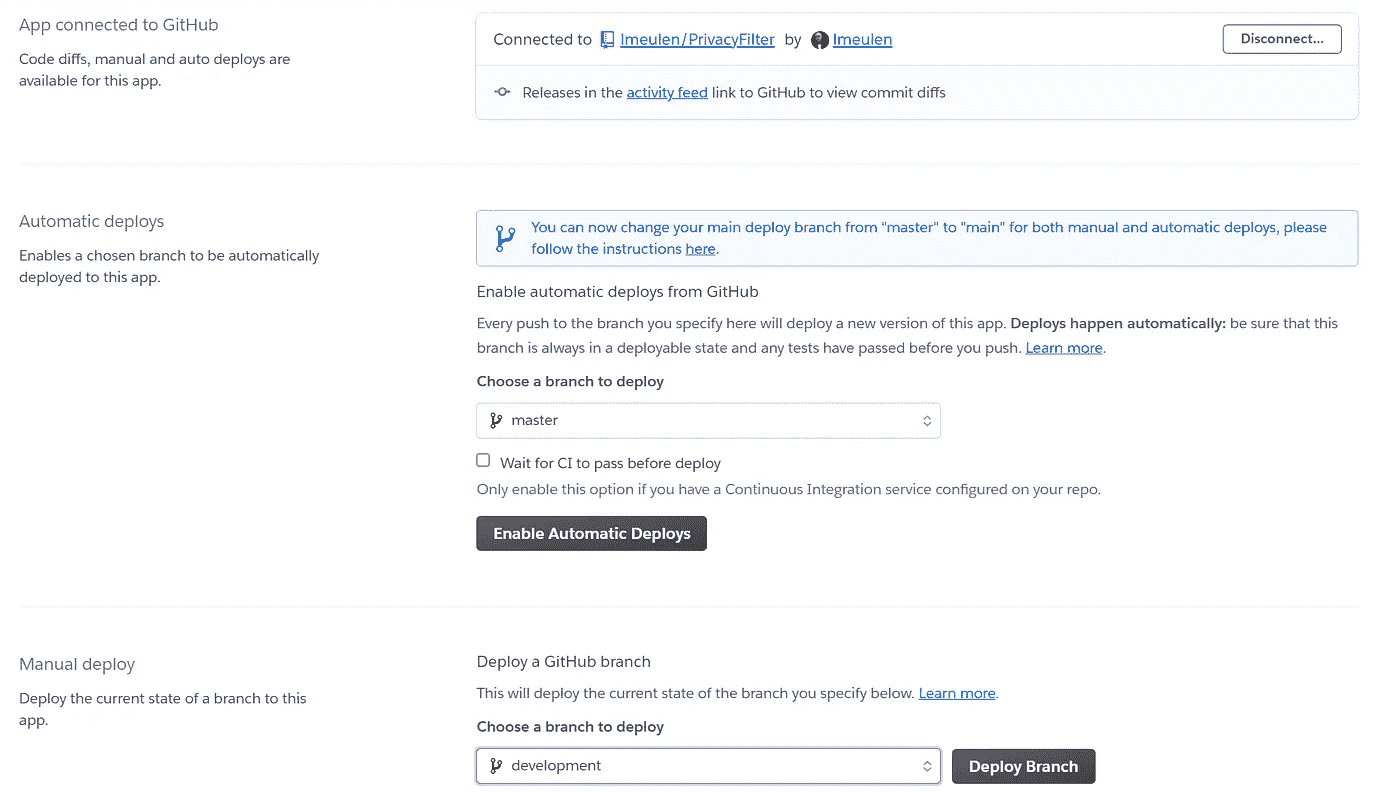 App connected to GitHub
Code diffs, manual and auto deploys are
available for this app.
Connected to lmeulen/PrivacyFilter by lmeulen
Disconnect...
Releases in the activity feed link to GitHub to view commit diffs
Automatic deploys
Enables a chosen branch to be automatically
deployed to this app.
You can now change your main deploy branch from "master" to "main" for both manual and automatic deploys, please
follow the instructions here.
Enable automatic deploys from GitHub
Every push to the branch you specify here will deploy a new version of this app. Deploys happen automatically: be sure that this
branch is always in a deployable state and any tests have passed before you push. Learn more.
Choose a branch to deploy
master
Wait for CI to pass before deploy
Only enable this option if you have a Continuous Integration service configured on your repo.
Enable Automatic Deploys
Manual deploy
Deploy the current state of a branch to this
app.
Deploy a GitHub branch
This will deploy the current state of the branch you specify below. Learn more.
Choose a branch to deploy
development
Deploy Branch